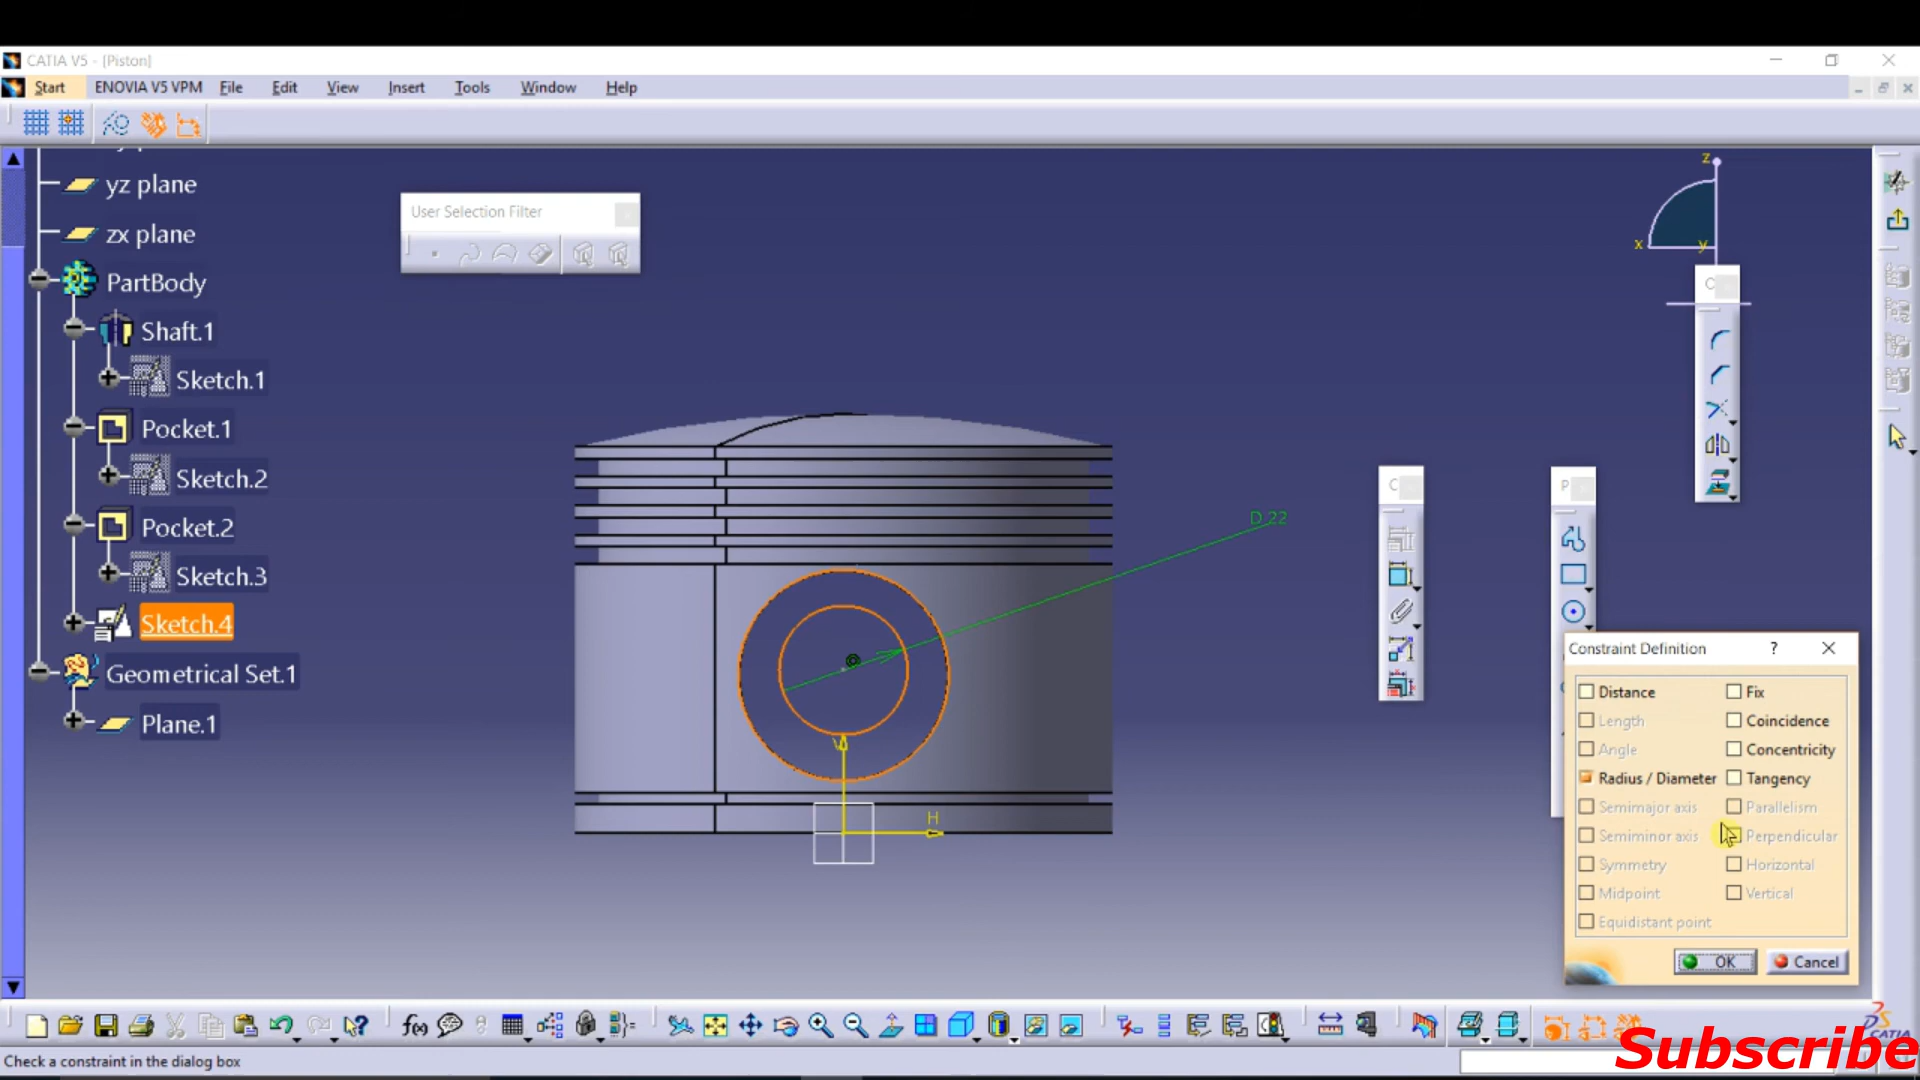 CATIA V5 - [Piston]
Start ENOVIA V5 VPM File Edit View Insert Tools Window Help
yz plane
zx plane
PartBody
Shaft.1
Sketch.1
Pocket.1
Sketch.2
Pocket.2
Sketch.3
Sketch.4
Geometrical Set.1
Plane.1
User Selection Filter
z
x
y
C
C
P
D 22
V
H
Constraint Definition ?
Distance Fix
Length Coincidence
Angle Concentricity
Radius / Diameter Tangency
Semimajor axis Parallelism
Semiminor axis Perpendicular
Symmetry Horizontal
Midpoint Vertical
Equidistant point
OK Cancel
f(x)
CATIA
Check a constraint in the dialog box
Subscribe